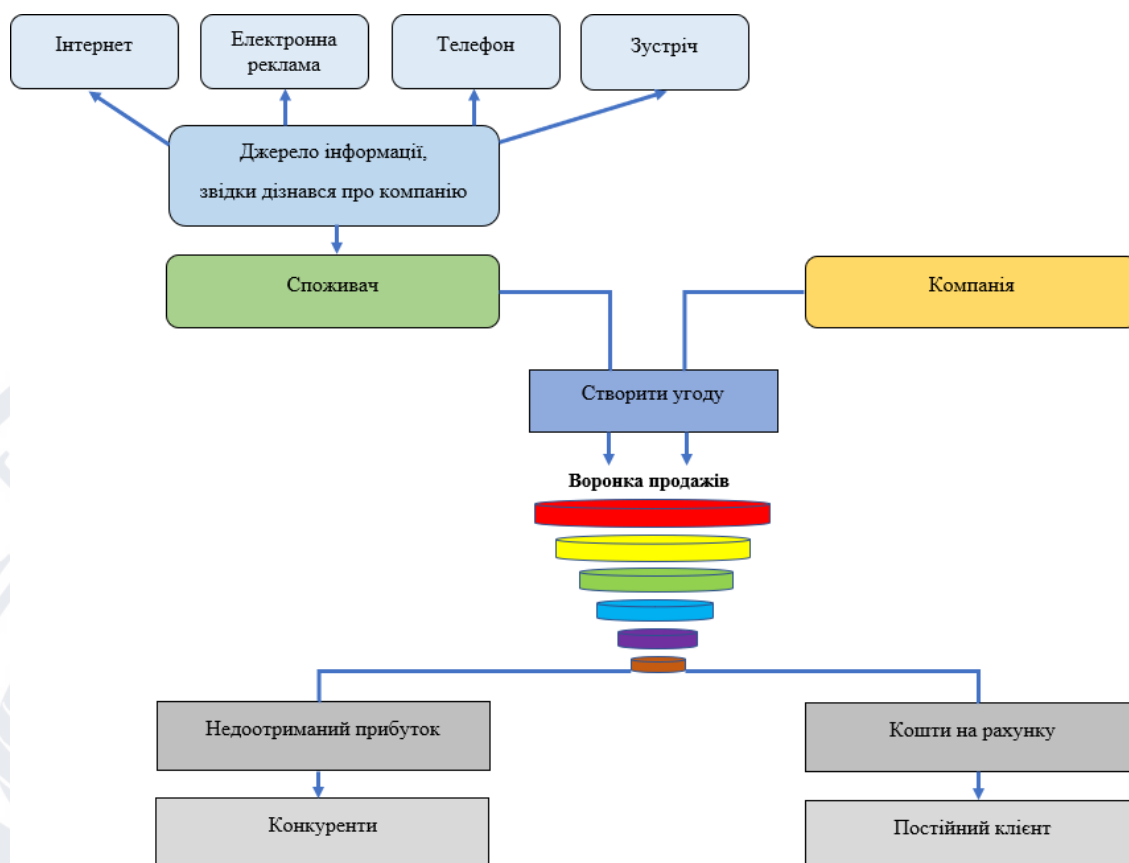 Інтернет
Електронна
реклама
Телефон
Зустріч
Джерело інформації,
звідки дізнався про компанію
Споживач
Компанія
Створити угоду
Воронка продажів
Недоотриманий прибуток
Кошти на рахунку
Конкуренти
Постійний клієнт